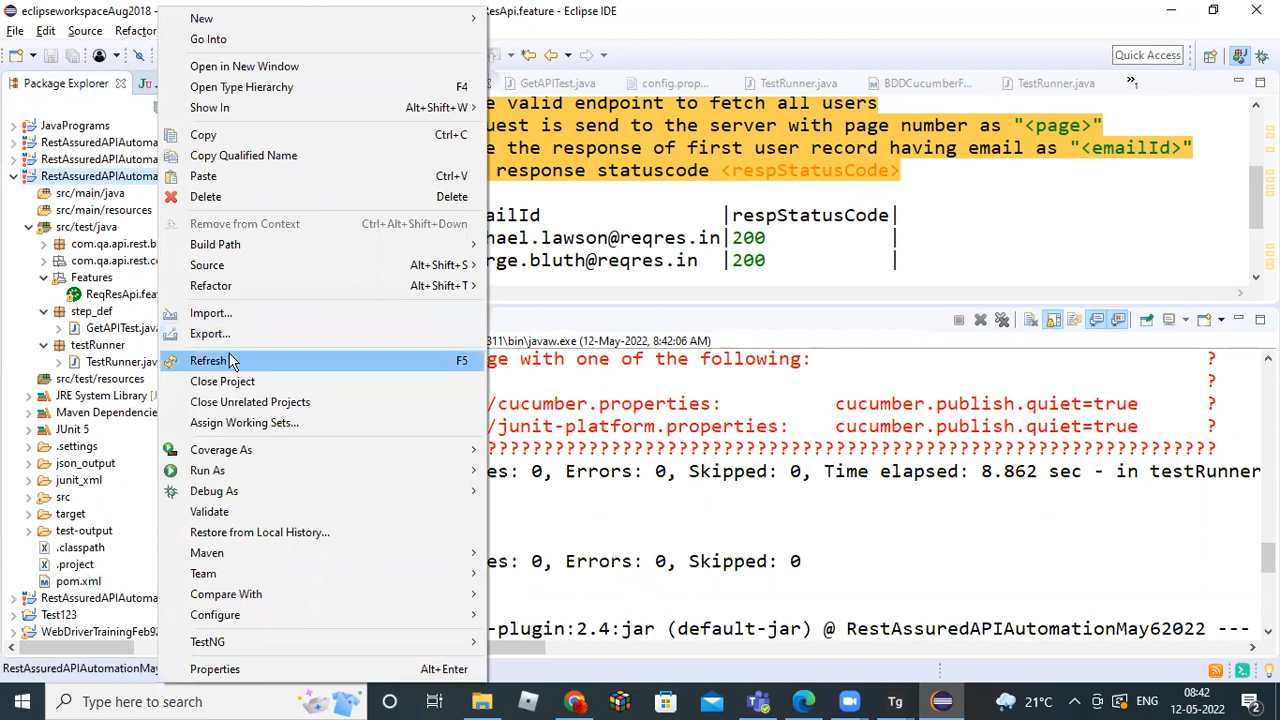 eclipseworkspaceAug2018 - ResApi.feature - Eclipse IDE
File Edit Source Refactor
Quick Access
Package Explorer Ju
GetAPITest.java config.prop... TestRunner.java BDDCucumberF... TestRunner.java »1
JavaPrograms
RestAssuredAPIAutoma
RestAssuredAPIAutoma
RestAssuredAPIAutoma
src/main/java
src/main/resources
src/test/java
com.qa.api.rest.b
com.qa.api.rest.c
Features
ReqResApi.fea
step_def
GetAPITest.java
testRunner
TestRunner.java
src/test/resources
JRE System Library [
Maven Dependencie
JUnit 5
.settings
json_output
junit_xml
src
target
test-output
.classpath
.project
pom.xml
RestAssuredAPIAutoma
Test123
WebDriverTrainingFeb92
RestAssuredAPIAutomationMay
New
Go Into
Open in New Window
Open Type Hierarchy F4
Show In Alt+Shift+W
Copy Ctrl+C
Copy Qualified Name
Paste Ctrl+V
Delete Delete
Remove from Context Ctrl+Alt+Shift+Down
Build Path
Source Alt+Shift+S
Refactor Alt+Shift+T
Import...
Export...
Refresh F5
Close Project
Close Unrelated Projects
Assign Working Sets...
Coverage As
Run As
Debug As
Validate
Restore from Local History...
Maven
Team
Compare With
Configure
TestNG
Properties Alt+Enter
e valid endpoint to fetch all users
uest is send to the server with page number as "<page>"
e the response of first user record having email as "<emailId>"
response statuscode <respStatusCode>
ailId |respStatusCode|
hael.lawson@reqres.in|200 |
rge.bluth@reqres.in |200 |
\bin\javaw.exe (12-May-2022, 8:42:06 AM)
ge with one of the following: ?
?
/cucumber.properties: cucumber.publish.quiet=true ?
/junit-platform.properties: cucumber.publish.quiet=true ?
?????????????????????????????????????????????????????????????????
es: 0, Errors: 0, Skipped: 0, Time elapsed: 8.862 sec - in testRunner
es: 0, Errors: 0, Skipped: 0
-plugin:2.4:jar (default-jar) @ RestAssuredAPIAutomationMay62022 ---
Type here to search
Tg
21°C
ENG
08:42
12-05-2022
2